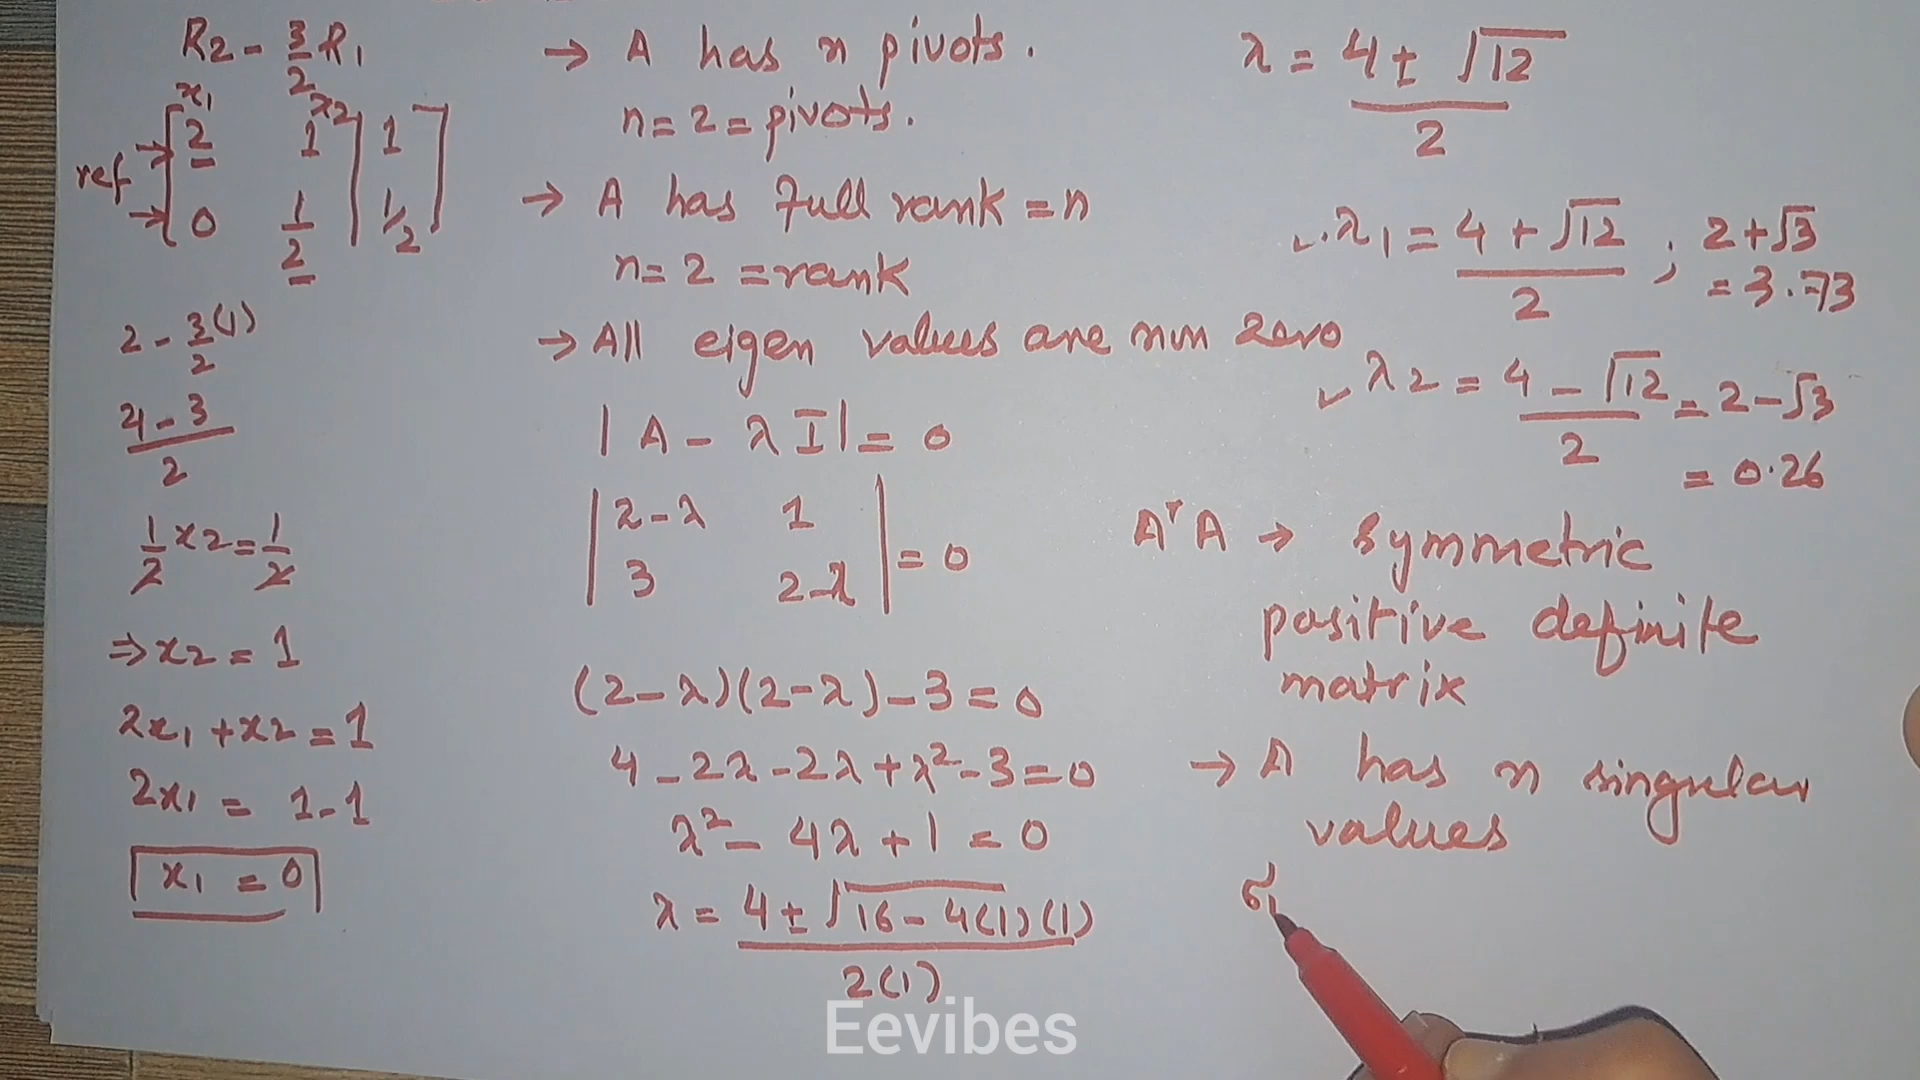 R2 - 3/2 R1
x1 x2
ref → [ 2 1 | 1 ]
→ [ 0 1/2 | 1/2 ]
2 - 3/2 (1)
4 - 3
2
1/2 x2 = 1/2
⇒ x2 = 1
2x1 + x2 = 1
2x1 = 1 - 1
x1 = 0
→ A has n pivots.
n = 2 = pivots.
→ A has full rank = n
n = 2 = rank
→ All eigen values are non zero
|A - λI| = 0
| 2-λ 1 |
| 3 2-λ | = 0
(2-λ)(2-λ) - 3 = 0
4 - 2λ - 2λ + λ² - 3 = 0
λ² - 4λ + 1 = 0
λ = 4 ± √16 - 4(1)(1)
2(1)
λ = 4 ± √12
2
✓. λ1 = 4 + √12 ; 2 + √3
2 = 3.73
✓ λ2 = 4 - √12 = 2 - √3
2 = 0.26
AᵀA → symmetric
positive definite
matrix
→ A has n singular
values
σ1
Eevibes